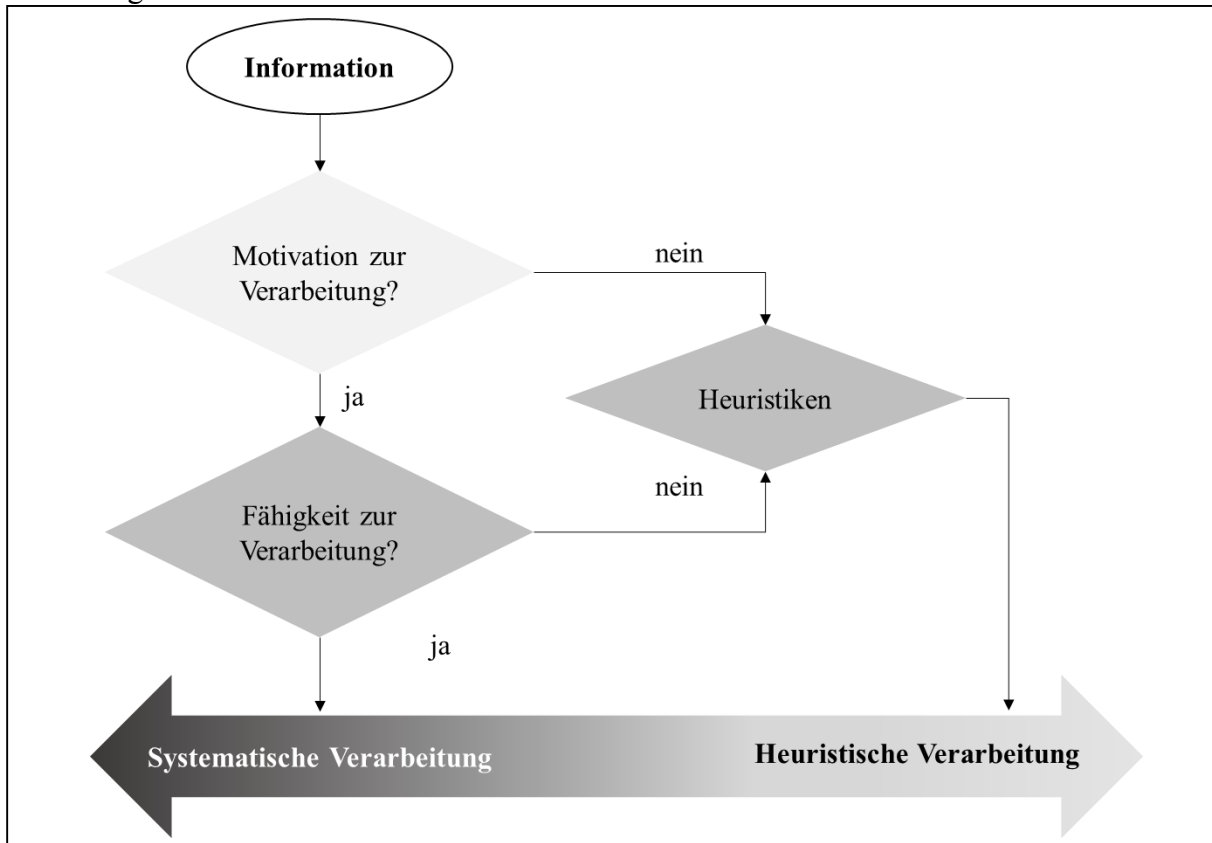 Information
Motivation zur
Verarbeitung?
nein
ja
Heuristiken
nein
Fähigkeit zur
Verarbeitung?
ja
Systematische Verarbeitung
Heuristische Verarbeitung